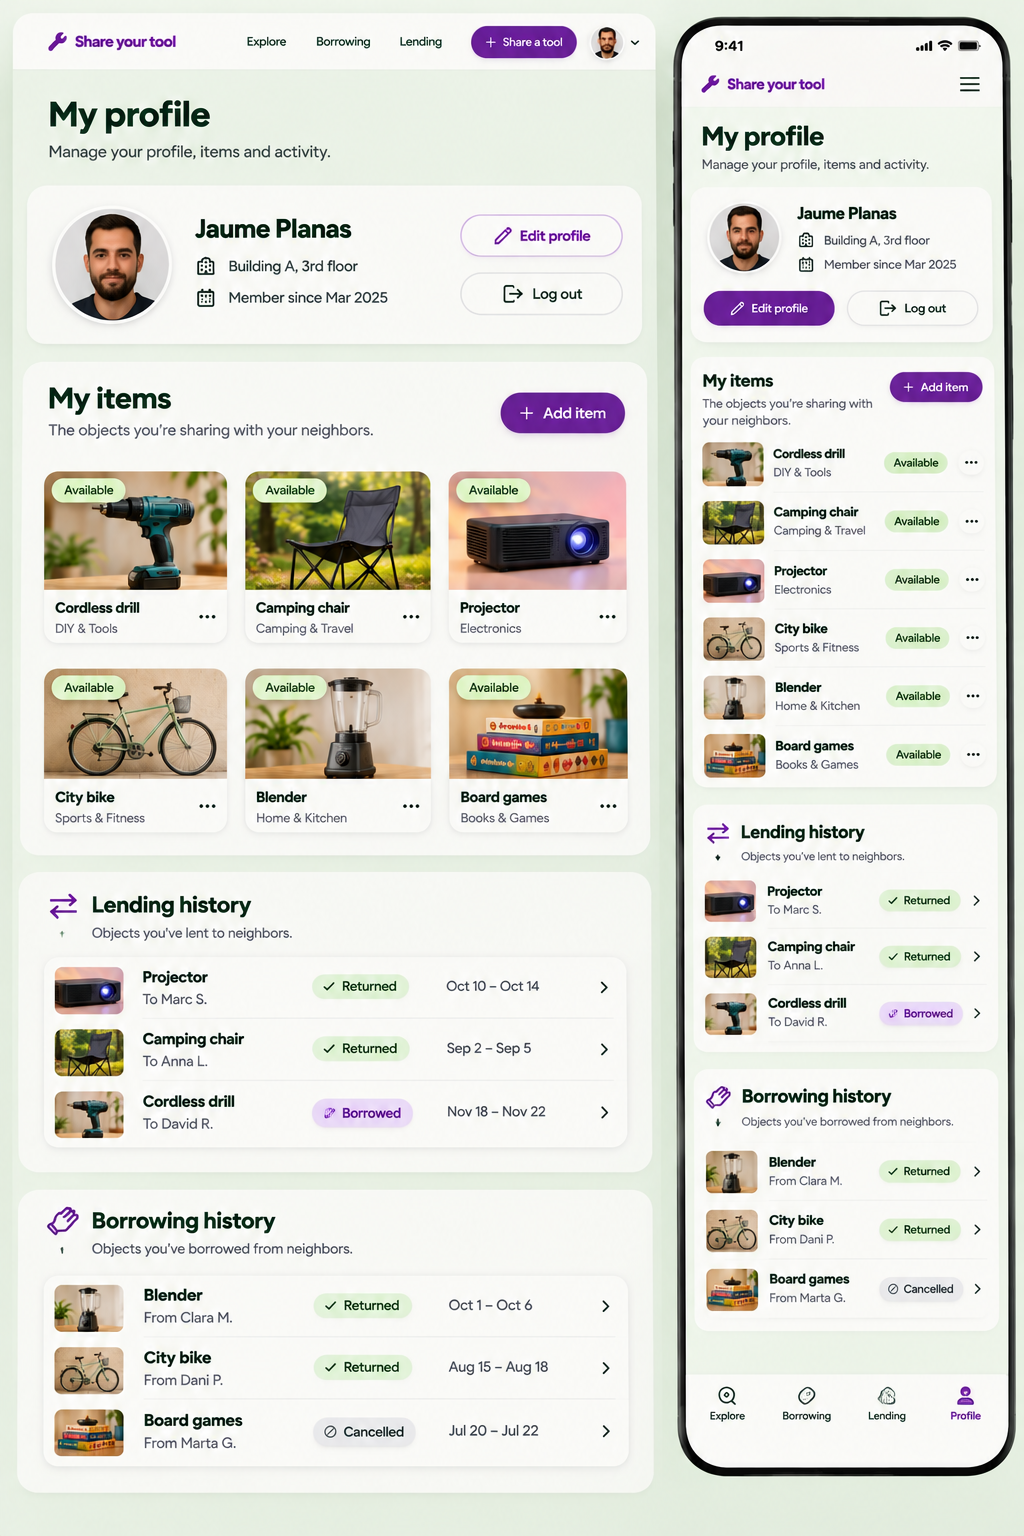 Share your tool
Explore
Borrowing
Lending
+ Share a tool
My profile
Manage your profile, items and activity.
Jaume Planas
Building A, 3rd floor
Member since Mar 2025
Edit profile
Log out
My items
The objects you're sharing with your neighbors.
+ Add item
Available
Available
Available
Cordless drill
DIY & Tools
Camping chair
Camping & Travel
Projector
Electronics
Available
Available
Available
City bike
Sports & Fitness
Blender
Home & Kitchen
Board games
Books & Games
Lending history
Objects you've lent to neighbors.
Projector
To Marc S.
Returned
Oct 10 – Oct 14
Camping chair
To Anna L.
Returned
Sep 2 – Sep 5
Cordless drill
To David R.
Borrowed
Nov 18 – Nov 22
Borrowing history
Objects you've borrowed from neighbors.
Blender
From Clara M.
Returned
Oct 1 – Oct 6
City bike
From Dani P.
Returned
Aug 15 – Aug 18
Board games
From Marta G.
Cancelled
Jul 20 – Jul 22
9:41
Share your tool
My profile
Manage your profile, items and activity.
Jaume Planas
Building A, 3rd floor
Member since Mar 2025
Edit profile
Log out
My items
The objects you're sharing with
your neighbors.
+ Add item
Cordless drill
DIY & Tools
Available
Camping chair
Camping & Travel
Available
Projector
Electronics
Available
City bike
Sports & Fitness
Available
Blender
Home & Kitchen
Available
Board games
Books & Games
Available
Lending history
Objects you've lent to neighbors.
Projector
To Marc S.
Returned
Camping chair
To Anna L.
Returned
Cordless drill
To David R.
Borrowed
Borrowing history
Objects you've borrowed from neighbors.
Blender
From Clara M.
Returned
City bike
From Dani P.
Returned
Board games
From Marta G.
Cancelled
Explore
Borrowing
Lending
Profile